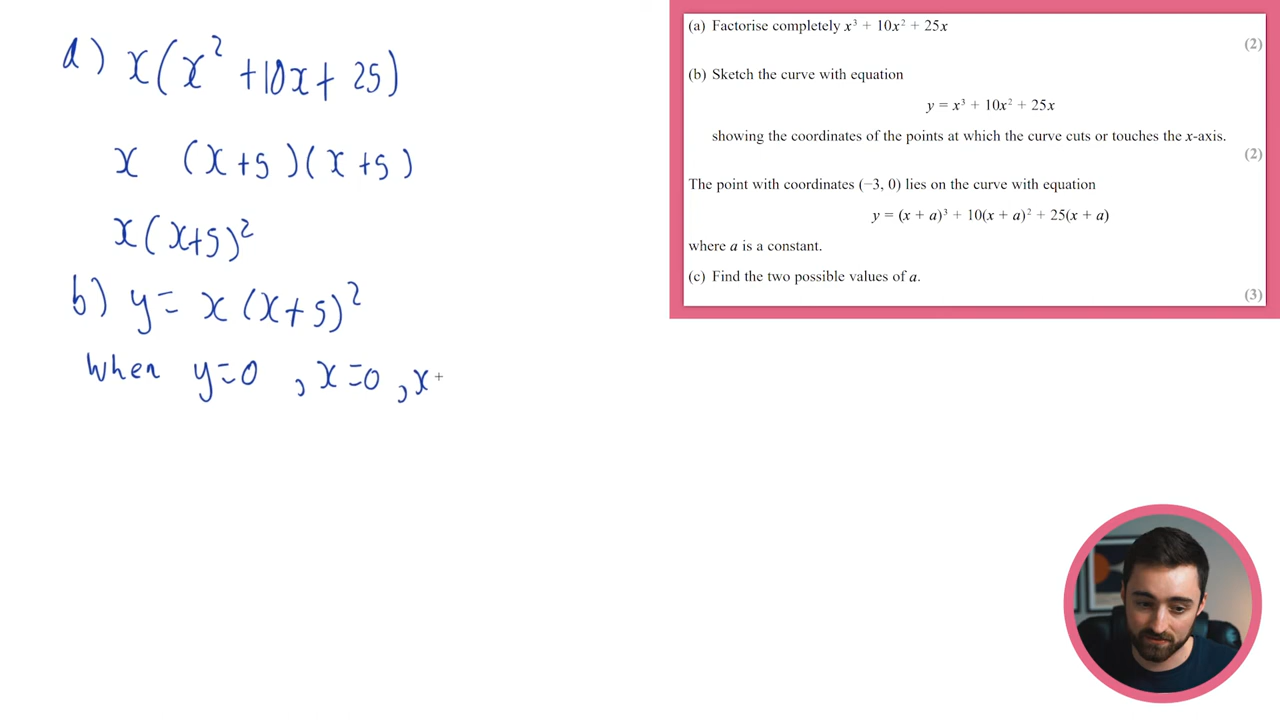 a) x(x² +10x + 25)
x (x+5)(x+5)
x(x+5)²
b) y = x(x+5)²
When y=0 , x=0 , x
(a) Factorise completely x³ + 10x² + 25x
(2)
(b) Sketch the curve with equation
y = x³ + 10x² + 25x
showing the coordinates of the points at which the curve cuts or touches the x-axis.
(2)
The point with coordinates (−3, 0) lies on the curve with equation
y = (x + a)³ + 10(x + a)² + 25(x + a)
where a is a constant.
(c) Find the two possible values of a.
(3)